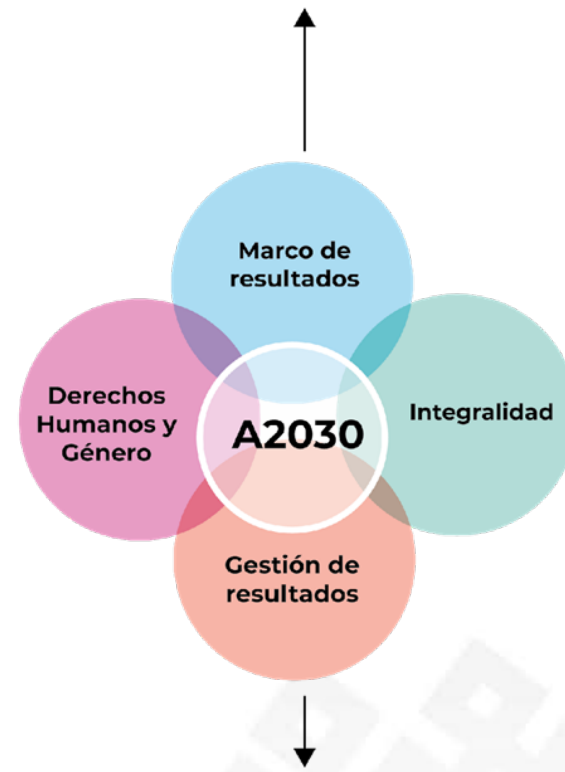 Marco de
resultados
Derechos
Humanos y
Género
A2030
Integralidad
Gestión de
resultados